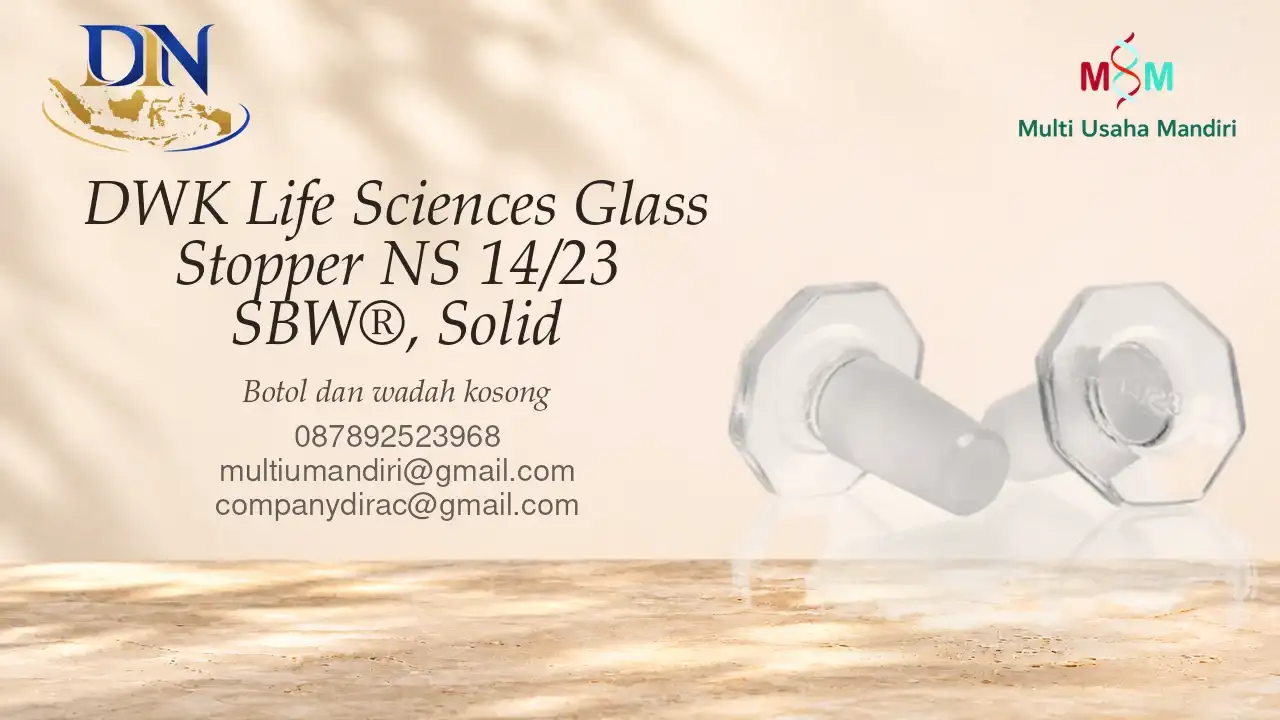 DN
M M
Multi Usaha Mandiri
DWK Life Sciences Glass
Stopper NS 14/23
SBW®, Solid
Botol dan wadah kosong
087892523968
multiumandiri@gmail.com
companydirac@gmail.com